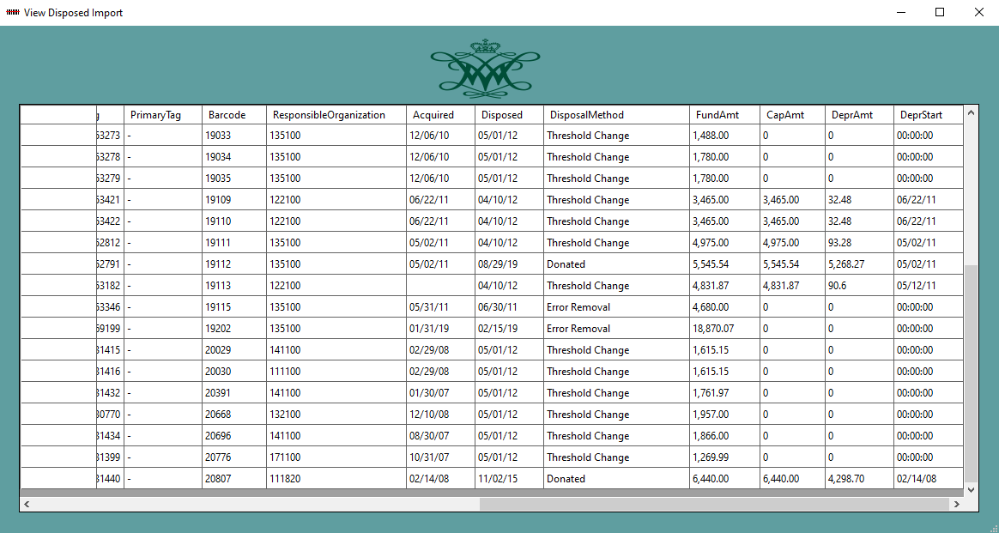 View Disposed Import
PrimaryTag Barcode ResponsibleOrganization Acquired Disposed DisposalMethod FundAmt CapAmt DeprAmt DeprStart
53273 - 19033 135100 12/06/10 05/01/12 Threshold Change 1,488.00 0 0 00:00:00
53278 - 19034 135100 12/06/10 05/01/12 Threshold Change 1,780.00 0 0 00:00:00
53279 - 19035 135100 12/06/10 05/01/12 Threshold Change 1,780.00 0 0 00:00:00
53421 - 19109 122100 06/22/11 04/10/12 Threshold Change 3,465.00 3,465.00 32.48 06/22/11
53422 - 19110 122100 06/22/11 04/10/12 Threshold Change 3,465.00 3,465.00 32.48 06/22/11
52812 - 19111 135100 05/02/11 04/10/12 Threshold Change 4,975.00 4,975.00 93.28 05/02/11
52791 - 19112 135100 05/02/11 08/29/19 Donated 5,545.54 5,545.54 5,268.27 05/02/11
53182 - 19113 122100 04/10/12 Threshold Change 4,831.87 4,831.87 90.6 05/12/11
53346 - 19115 135100 05/31/11 06/30/11 Error Removal 4,680.00 0 0 00:00:00
69199 - 19202 135100 01/31/19 02/15/19 Error Removal 18,870.07 0 0 00:00:00
31415 - 20029 141100 02/29/08 05/01/12 Threshold Change 1,615.15 0 0 00:00:00
31416 - 20030 111100 02/29/08 05/01/12 Threshold Change 1,615.15 0 0 00:00:00
31432 - 20391 141100 01/30/07 05/01/12 Threshold Change 1,761.97 0 0 00:00:00
30770 - 20668 132100 12/10/08 05/01/12 Threshold Change 1,957.00 0 0 00:00:00
31434 - 20696 141100 08/30/07 05/01/12 Threshold Change 1,866.00 0 0 00:00:00
31399 - 20776 171100 10/31/07 05/01/12 Threshold Change 1,269.99 0 0 00:00:00
31440 - 20807 111820 02/14/08 11/02/15 Donated 6,440.00 6,440.00 4,298.70 02/14/08